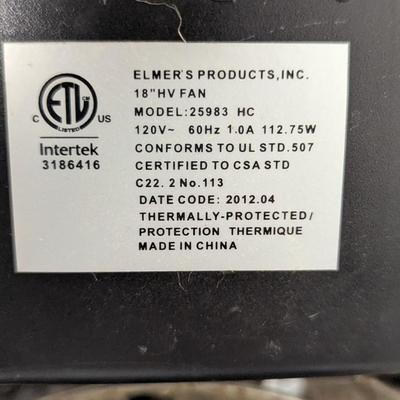 ELMER'S PRODUCTS,INC.
18"HV FAN
MODEL:25983 HC
120V~ 60Hz 1.0A 112.75W
CONFORMS TO UL STD.507
CERTIFIED TO CSA STD
C22. 2 No.113
DATE CODE: 2012.04
THERMALLY-PROTECTED/
PROTECTION THERMIQUE
MADE IN CHINA
ETL
C LISTED US
Intertek
3186416